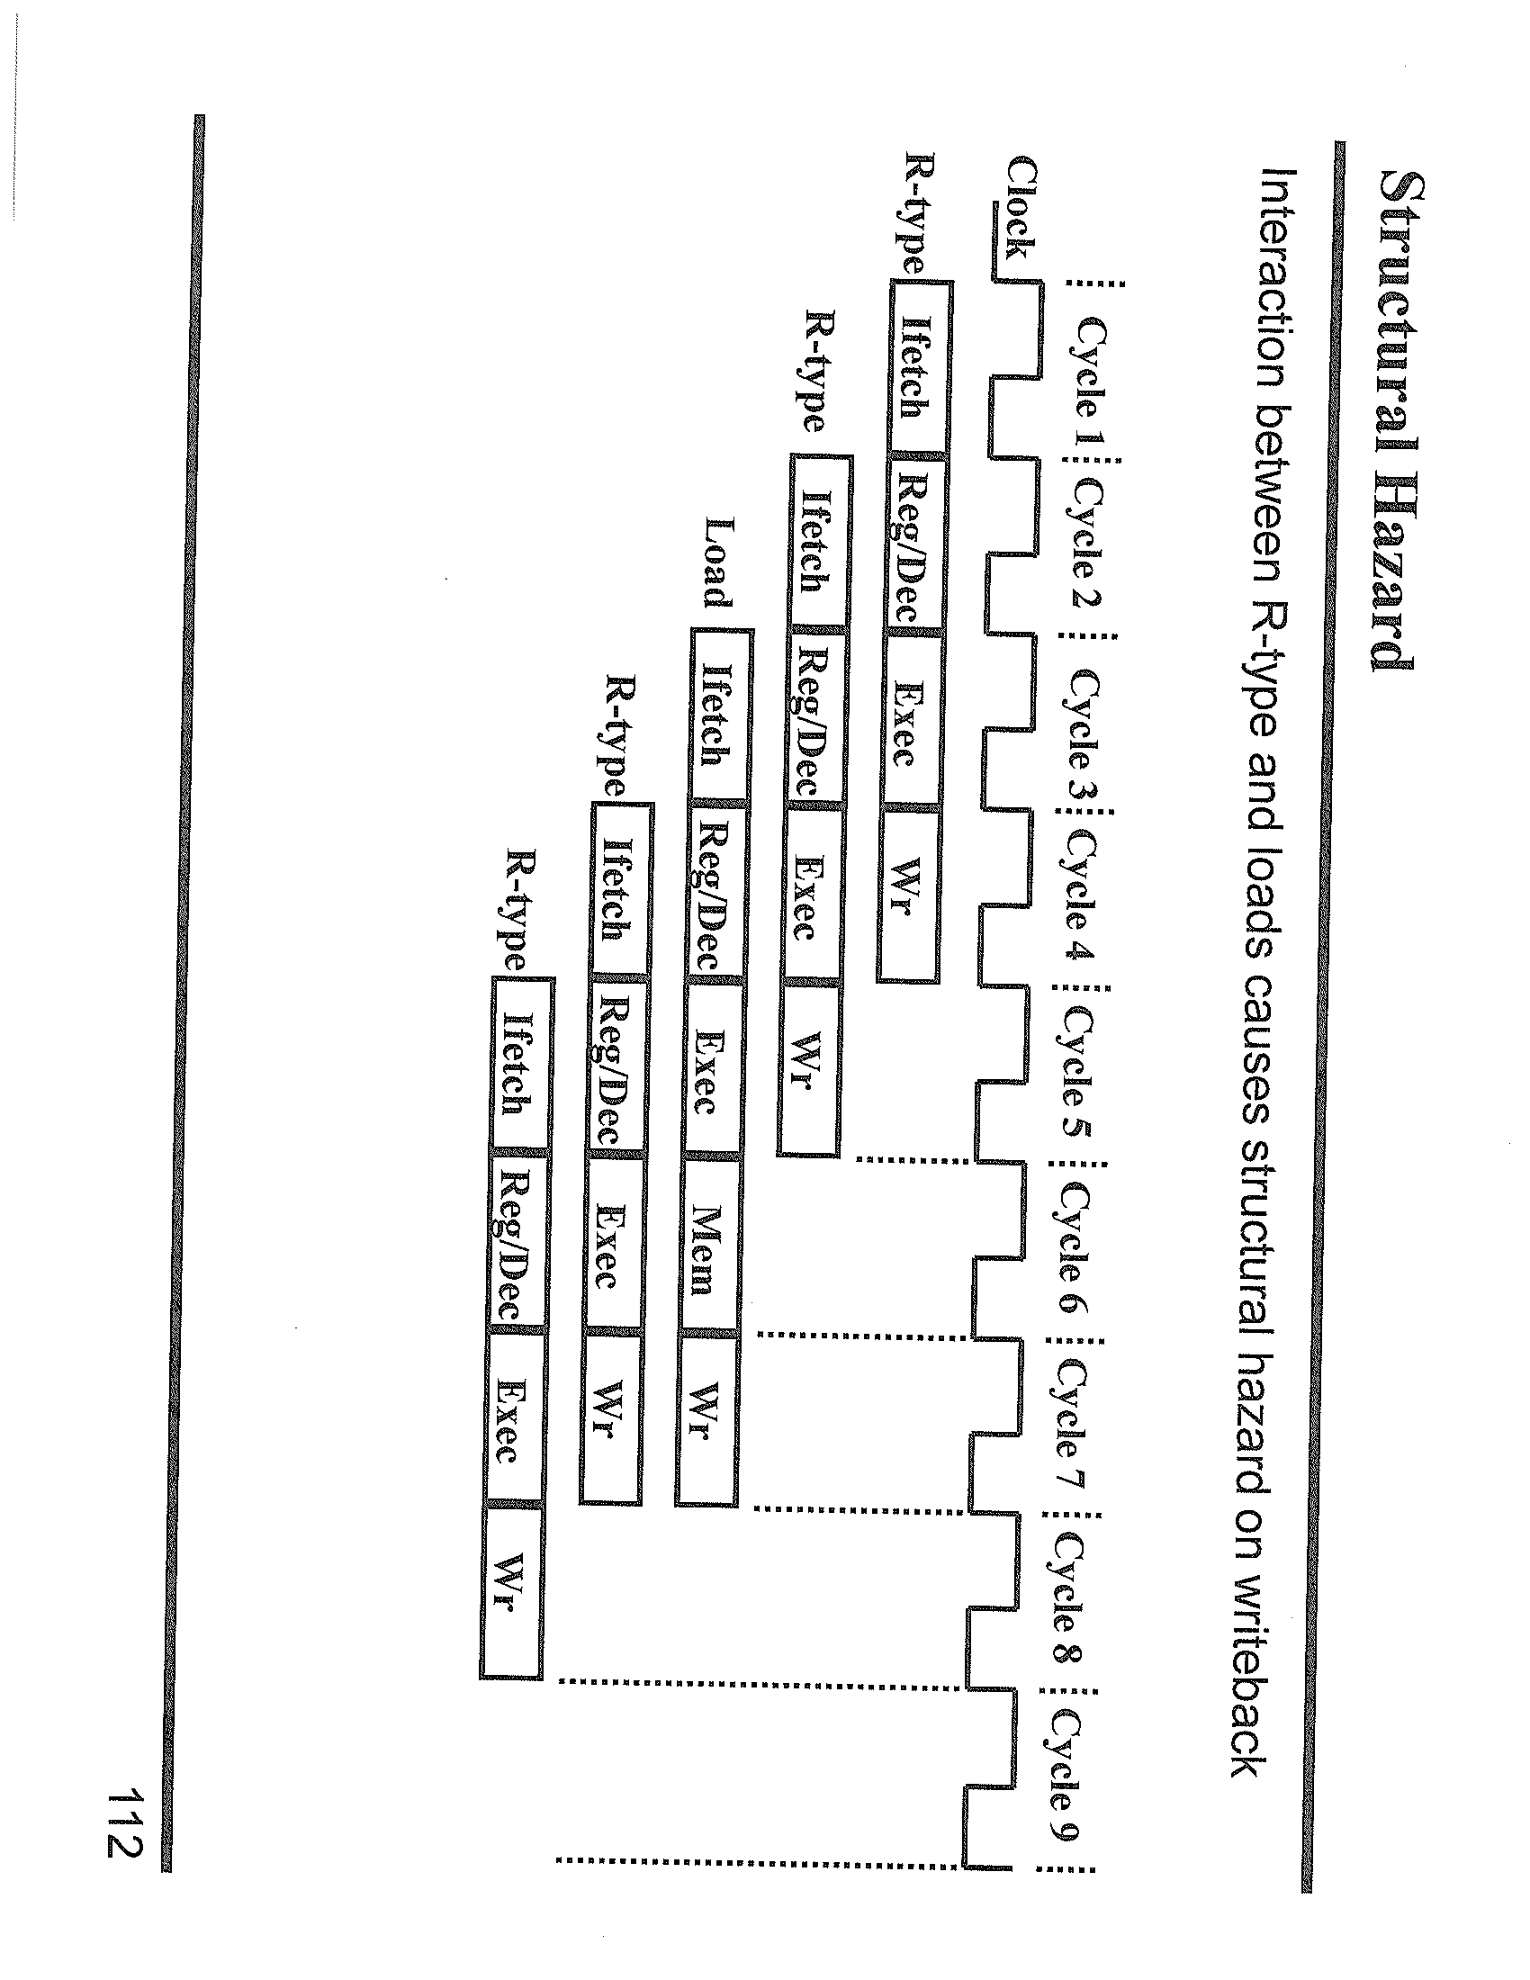 Structural Hazard
Interaction between R-type and loads causes structural hazard on writeback
Cycle 1 Cycle 2 Cycle 3 Cycle 4 Cycle 5 Cycle 6 Cycle 7 Cycle 8 Cycle 9
Clock
R-type Ifetch Reg/Dec Exec Wr
R-type Ifetch Reg/Dec Exec Wr
Load Ifetch Reg/Dec Exec Mem Wr
R-type Ifetch Reg/Dec Exec Wr
R-type Ifetch Reg/Dec Exec Wr
112